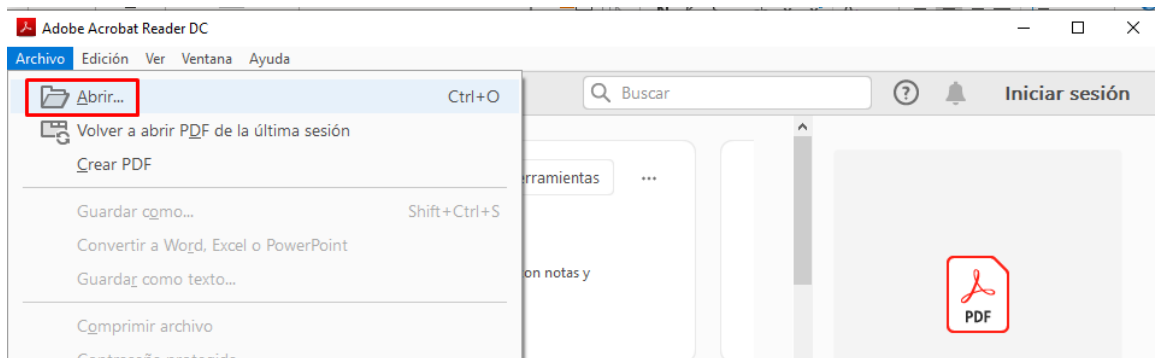 Adobe Acrobat Reader DC
Archivo Edición Ver Ventana Ayuda
Abrir... Ctrl+O
Buscar
? Iniciar sesión
Volver a abrir PDF de la última sesión
Crear PDF
erramientas ...
Guardar como... Shift+Ctrl+S
Convertir a Word, Excel o PowerPoint
on notas y
Guardar como texto...
PDF
Comprimir archivo